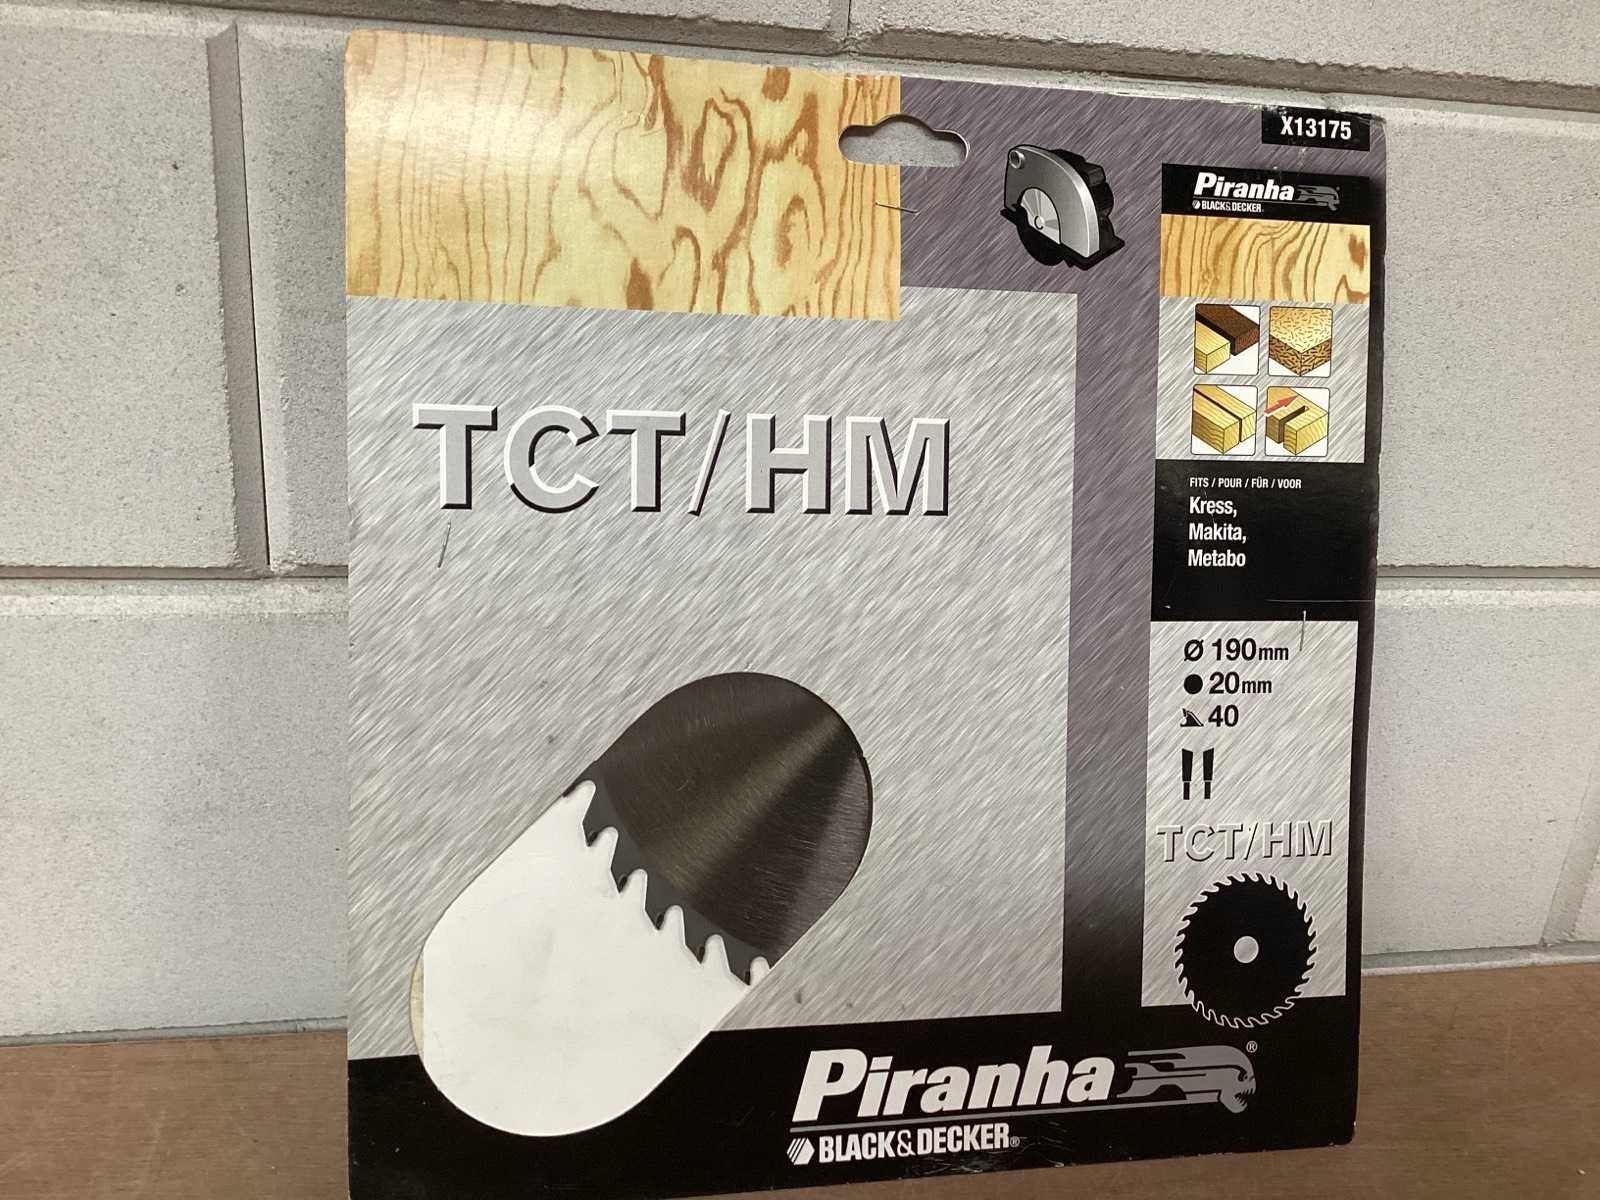 X13175
Piranha
BLACK&DECKER
TCT/HM
FITS / POUR / FÜR / VOOR
Kress,
Makita,
Metabo
Ø 190mm
20mm
40
TCT/HM
Piranha®
BLACK&DECKER®